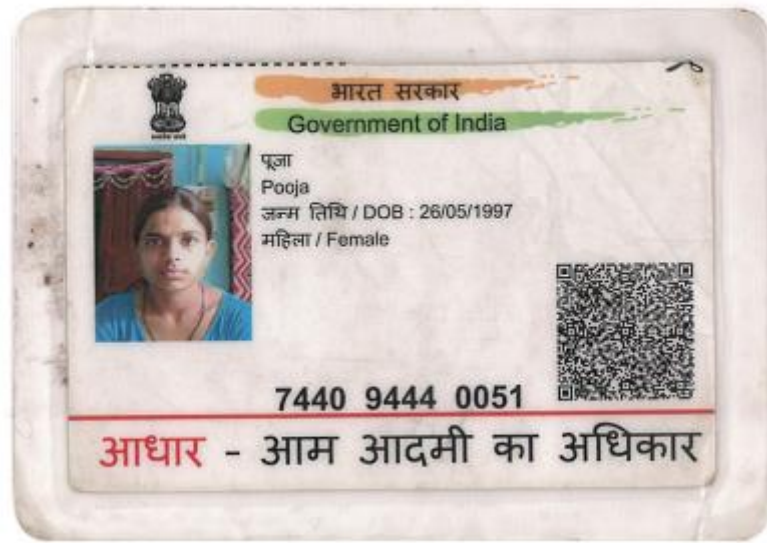 भारत सरकार
Government of India
पूजा
Pooja
जन्म तिथि / DOB : 26/05/1997
महिला / Female
7440 9444 0051
आधार - आम आदमी का अधिकार